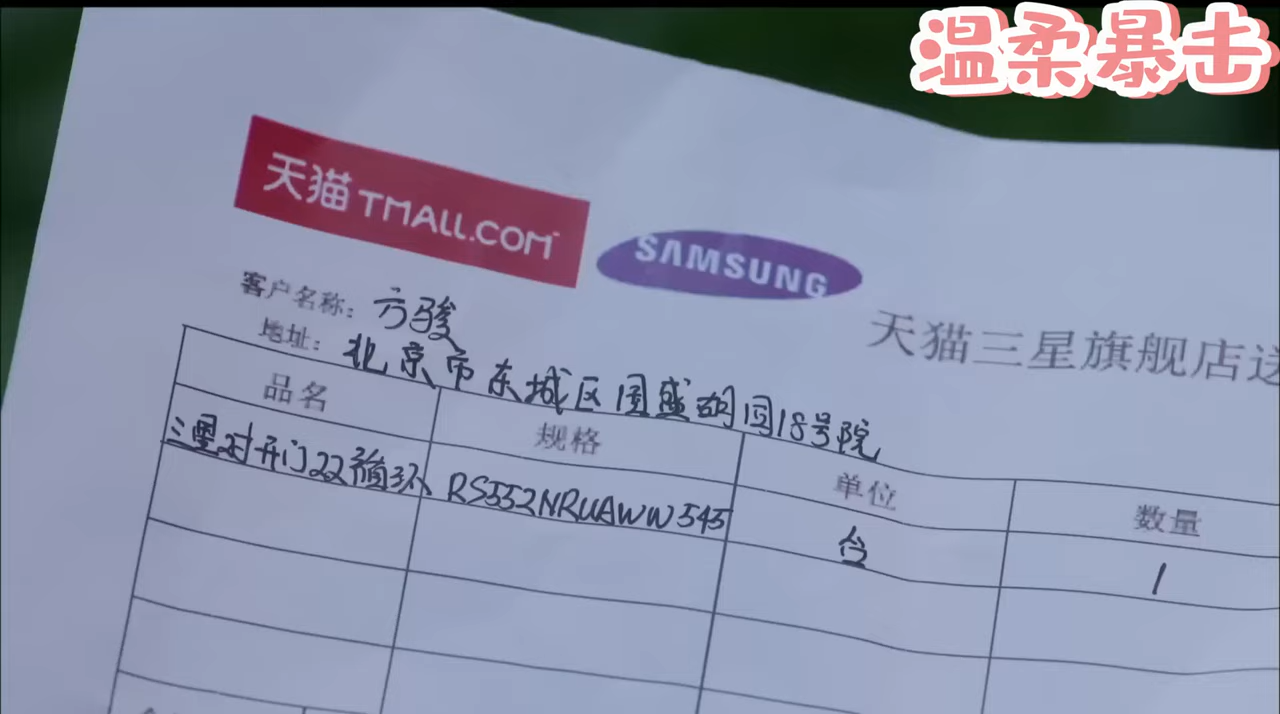 温柔暴击
天猫 TMALL.COM
SAMSUNG
天猫三星旗舰店送
客户名称: 方骏
地址: 北京市东城区国盛胡同18号院
品名 规格 单位 数量
三星对开门22循环 RS552NRUAWW545 台 1